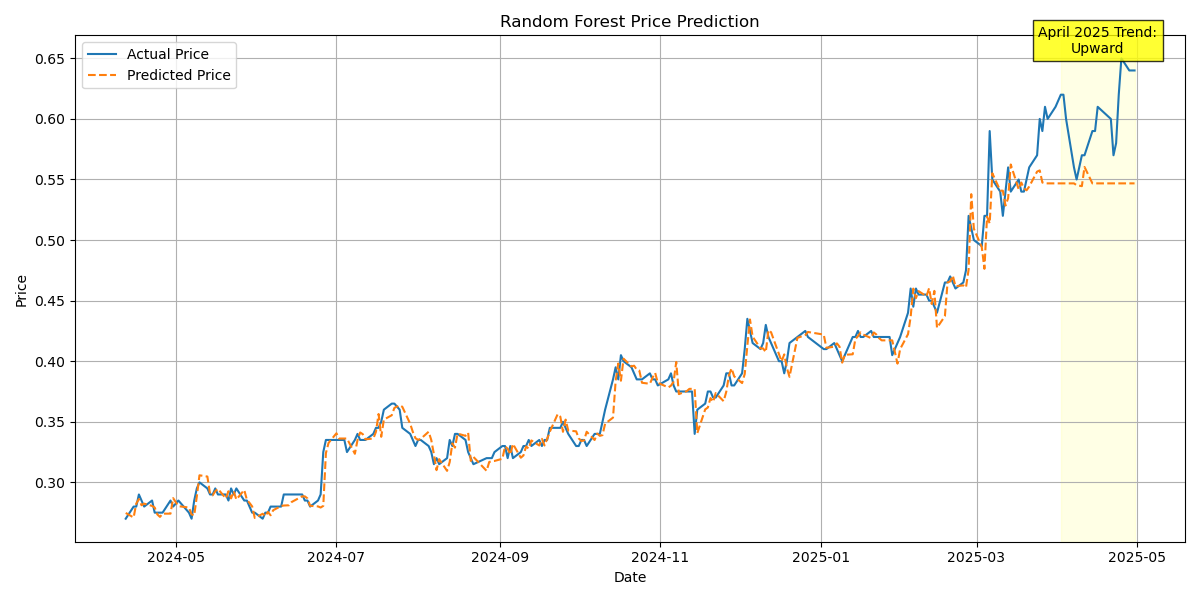 Random Forest Price Prediction
April 2025 Trend:
Upward
Actual Price
Predicted Price
Price
0.65
0.60
0.55
0.50
0.45
0.40
0.35
0.30
2024-05
2024-07
2024-09
2024-11
2025-01
2025-03
2025-05
Date